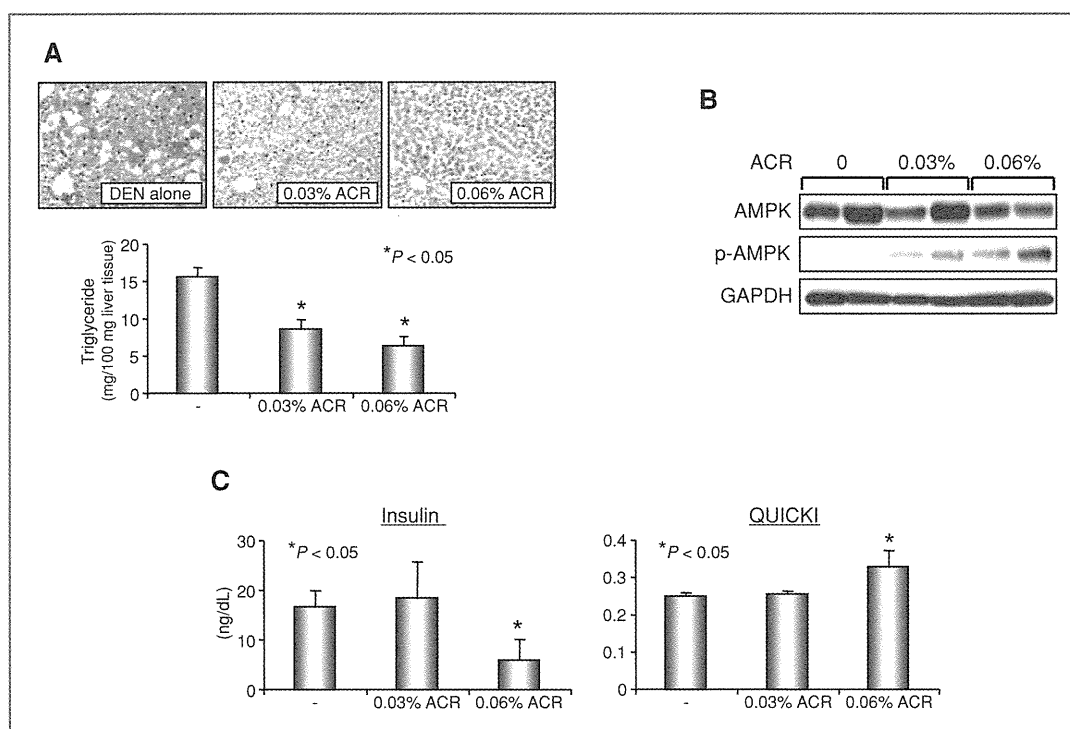 A
DEN alone
0.03% ACR
0.06% ACR
Triglyceride
(mg/100 mg liver tissue)
20
15
10
5
0
*P < 0.05
*
*
-
0.03% ACR
0.06% ACR
B
ACR 0 0.03% 0.06%
AMPK
p-AMPK
GAPDH
C
Insulin
(ng/dL)
30
20
10
0
*P < 0.05
*
-
0.03% ACR
0.06% ACR
QUICKI
0.4
0.3
0.2
0.1
0
*P < 0.05
*
-
0.03% ACR
0.06% ACR